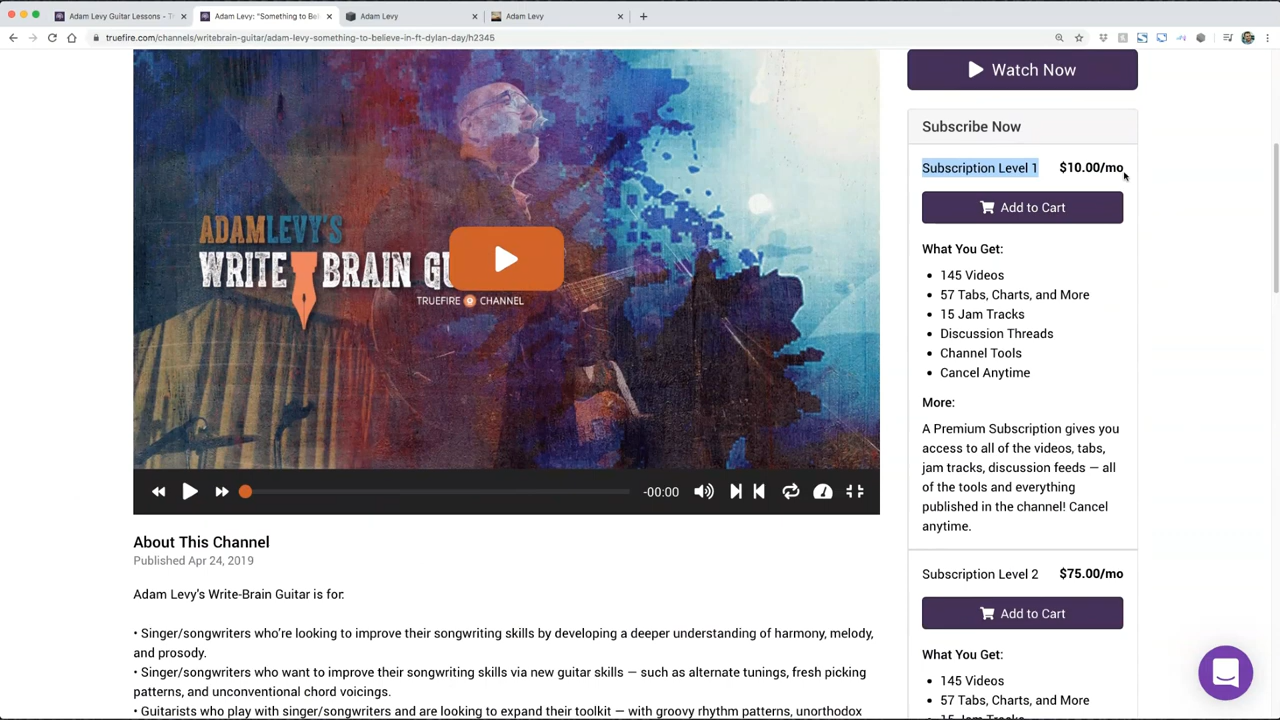 Adam Levy Guitar Lessons - Th
Adam Levy: "Something to Bel
Adam Levy
Adam Levy
truefire.com/channels/writebrain-guitar/adam-levy-something-to-believe-in-ft-dylan-day/h2345
ADAM LEVY'S
WRITE BRAIN GU
TRUEFIRE CHANNEL
-00:00
About This Channel
Published Apr 24, 2019
Adam Levy's Write-Brain Guitar is for:
• Singer/songwriters who're looking to improve their songwriting skills by developing a deeper understanding of harmony, melody,
and prosody.
• Singer/songwriters who want to improve their songwriting skills via new guitar skills — such as alternate tunings, fresh picking
patterns, and unconventional chord voicings.
• Guitarists who play with singer/songwriters and are looking to expand their toolkit — with groovy rhythm patterns, unorthodox
Watch Now
Subscribe Now
Subscription Level 1 $10.00/mo
Add to Cart
What You Get:
• 145 Videos
• 57 Tabs, Charts, and More
• 15 Jam Tracks
• Discussion Threads
• Channel Tools
• Cancel Anytime
More:
A Premium Subscription gives you
access to all of the videos, tabs,
jam tracks, discussion feeds — all
of the tools and everything
published in the channel! Cancel
anytime.
Subscription Level 2 $75.00/mo
Add to Cart
What You Get:
• 145 Videos
• 57 Tabs, Charts, and More
• 15 Jam Tracks